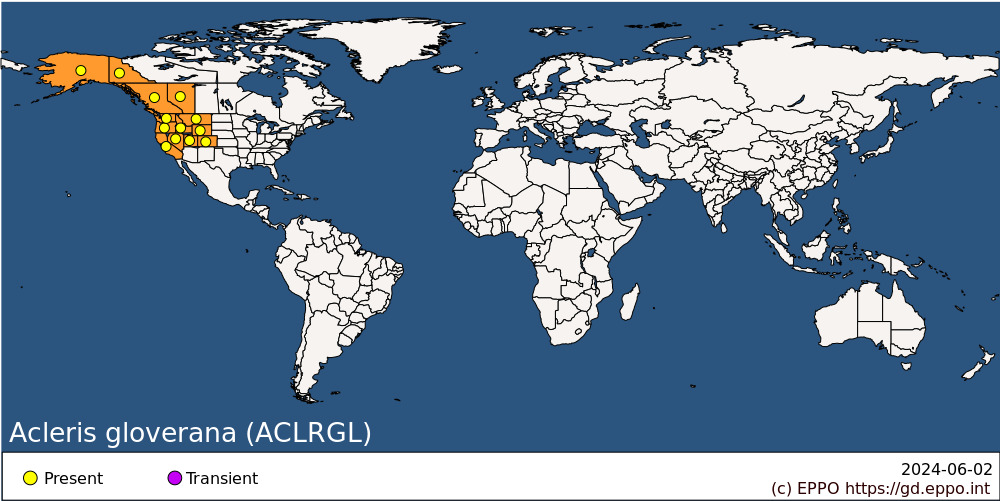 Acleris gloverana (ACLRGL)
Present
Transient
2024-06-02
(c) EPPO https://gd.eppo.int